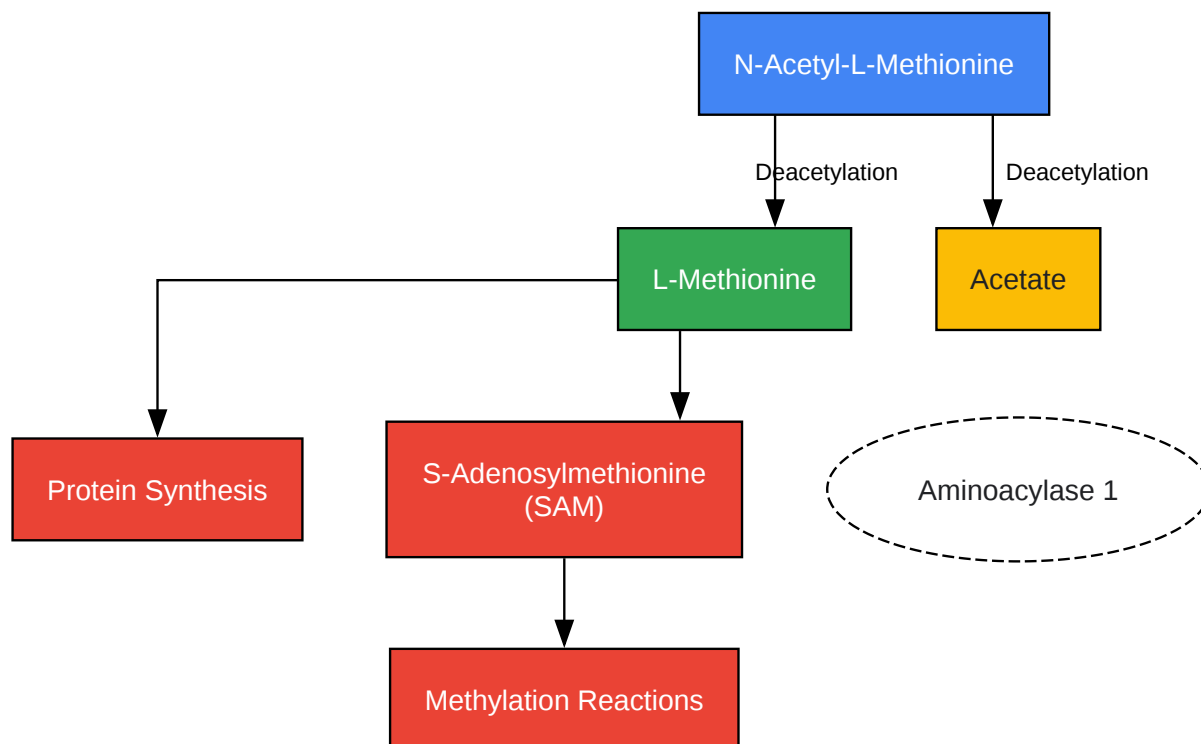 N-Acetyl-L-Methionine
Deacetylation
Deacetylation
L-Methionine
Acetate
Protein Synthesis
S-Adenosylmethionine
(SAM)
Aminoacylase 1
Methylation Reactions